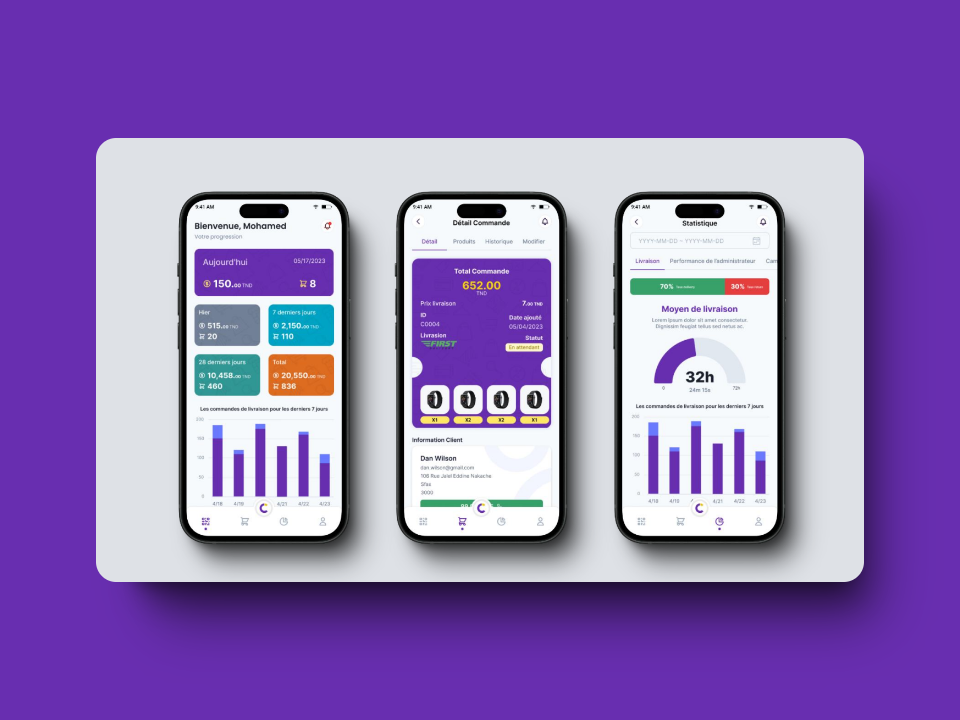 9:41 AM
Bienvenue, Mohamed
Votre progression
Aujourd'hui
05/17/2023
150.00 TND
8
Hier
515.00 TND
20
7 derniers jours
2,150.00 TND
110
28 derniers jours
10,458.00 TND
460
Total
20,550.00 TND
836
Les commandes de livraison pour les derniers 7 jours
200
150
100
50
0
4/18
4/19
4/21
4/22
4/23
9:41 AM
Détail Commande
Détail
Produits
Historique
Modifier
Total Commande
652.00
TND
Prix livraison
7.00 TND
ID
C0004
Date ajouté
05/04/2023
Livrasion
FIRST
Statut
En attendant
X1
X2
X2
X1
Information Client
Dan Wilson
dan.wilson@gmail.com
108 Rue Jalel Eddine Nakache
Sfax
3000
9:41 AM
Statistique
YYYY-MM-DD ~ YYYY-MM-DD
Livraison
Performance de l'administrateur
70%
30%
Moyen de livraison
Lorem ipsum dolor sit amet consectetur.
Dignissim feugiat tellus sed netus ac.
32h
0
72h
24m 15s
Les commandes de livraison pour les derniers 7 jours
200
150
100
50
0
4/18
4/19
4/21
4/22
4/23